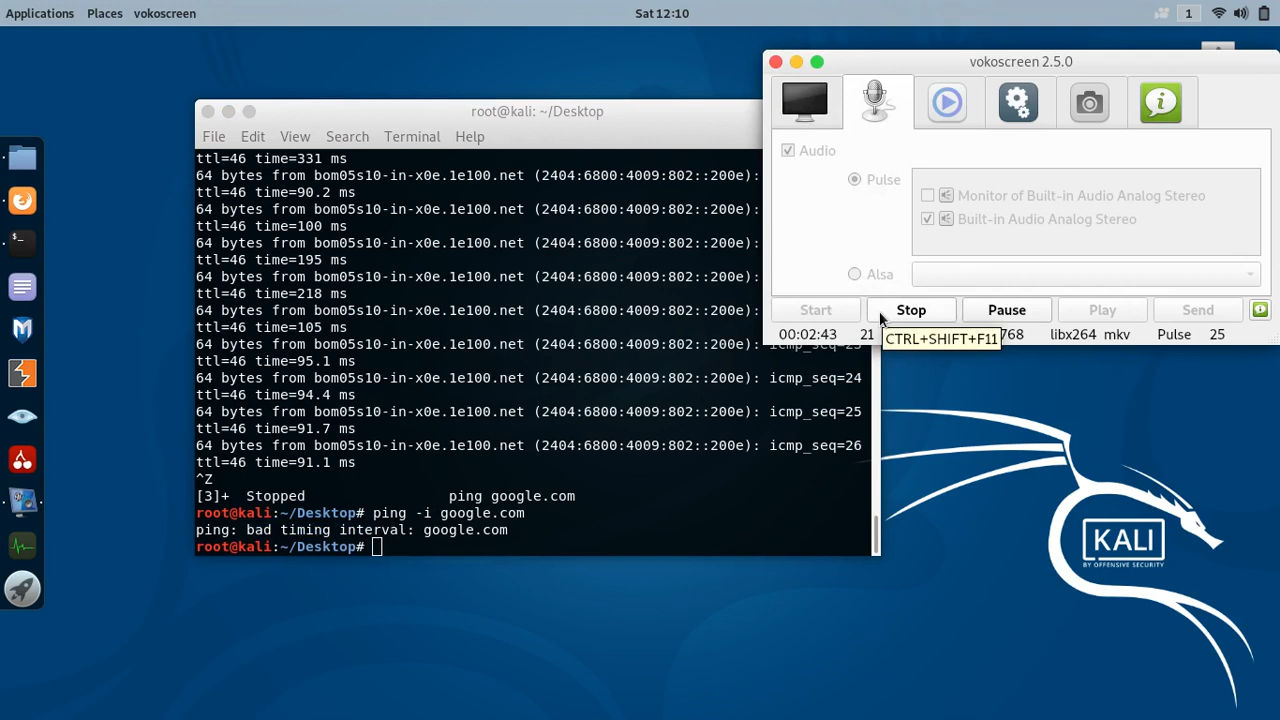 Applications Places vokoscreen
Sat 12:10
1
vokoscreen 2.5.0
root@kali: ~/Desktop
File Edit View Search Terminal Help
ttl=46 time=331 ms
64 bytes from bom05s10-in-x0e.1e100.net (2404:6800:4009:802::200e):
ttl=46 time=90.2 ms
64 bytes from bom05s10-in-x0e.1e100.net (2404:6800:4009:802::200e):
ttl=46 time=100 ms
64 bytes from bom05s10-in-x0e.1e100.net (2404:6800:4009:802::200e):
ttl=46 time=195 ms
64 bytes from bom05s10-in-x0e.1e100.net (2404:6800:4009:802::200e):
ttl=46 time=218 ms
64 bytes from bom05s10-in-x0e.1e100.net (2404:6800:4009:802::200e):
ttl=46 time=105 ms
64 bytes from bom05s10-in-x0e.1e100.net (2404:6800:4009:802::200e):
ttl=46 time=95.1 ms
64 bytes from bom05s10-in-x0e.1e100.net (2404:6800:4009:802::200e): icmp_seq=24
ttl=46 time=94.4 ms
64 bytes from bom05s10-in-x0e.1e100.net (2404:6800:4009:802::200e): icmp_seq=25
ttl=46 time=91.7 ms
64 bytes from bom05s10-in-x0e.1e100.net (2404:6800:4009:802::200e): icmp_seq=26
ttl=46 time=91.1 ms
^Z
[3]+ Stopped ping google.com
root@kali:~/Desktop# ping -i google.com
ping: bad timing interval: google.com
root@kali:~/Desktop#
Audio
Pulse
Monitor of Built-in Audio Analog Stereo
Built-in Audio Analog Stereo
Alsa
Start Stop Pause Play Send
00:02:43 21 768 libx264 mkv Pulse 25
CTRL+SHIFT+F11
KALI
BY OFFENSIVE SECURITY